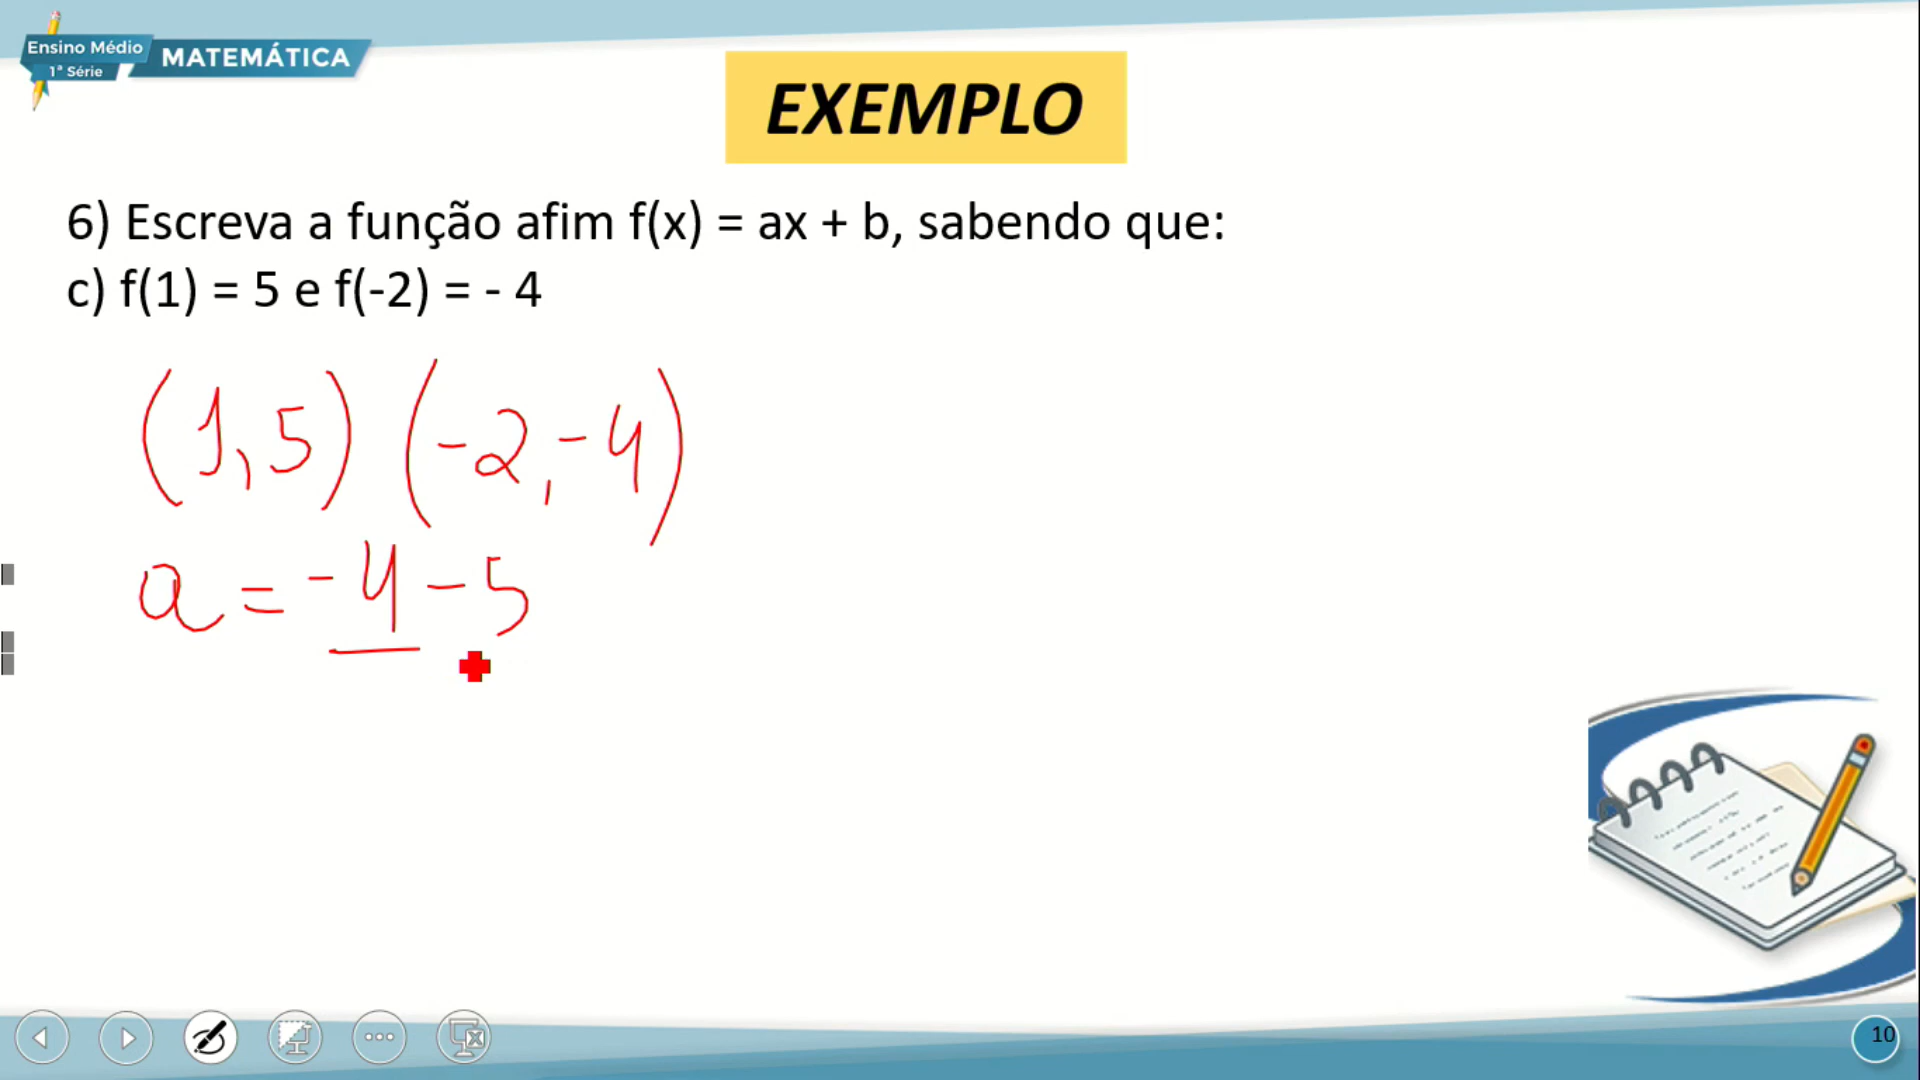 Ensino Médio
1ª Série
MATEMÁTICA
EXEMPLO
6) Escreva a função afim f(x) = ax + b, sabendo que:
c) f(1) = 5 e f(-2) = - 4
(1,5) (-2,-4)
a = -4 - 5
10